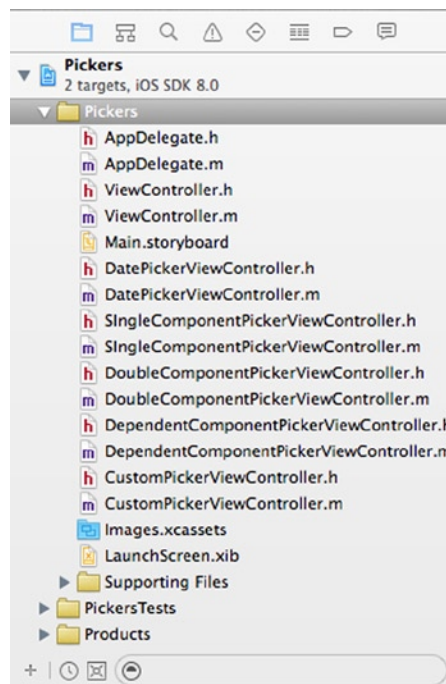 Pickers
2 targets, iOS SDK 8.0
Pickers
h AppDelegate.h
m AppDelegate.m
h ViewController.h
m ViewController.m
Main.storyboard
h DatePickerViewController.h
m DatePickerViewController.m
h SIngleComponentPickerViewController.h
m SIngleComponentPickerViewController.m
h DoubleComponentPickerViewController.h
m DoubleComponentPickerViewController.m
h DependentComponentPickerViewController.h
m DependentComponentPickerViewController.m
h CustomPickerViewController.h
m CustomPickerViewController.m
Images.xcassets
LaunchScreen.xib
Supporting Files
PickersTests
Products